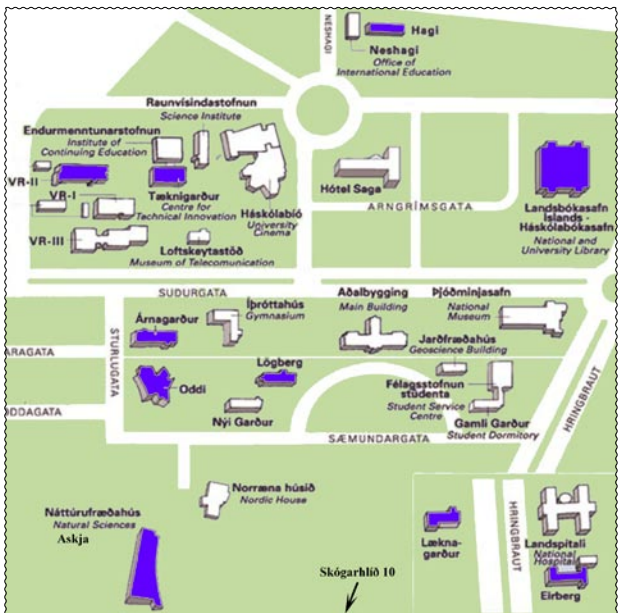 NESHAGI
Hagi
Neshagi
Office of
International Education
Raunvísindastofnun
Science Institute
Endurmenntunarstofnun
Institute of
Continuing Education
VR-II
VR-I
Tæknigarður
Centre for
Technical Innovation
VR-III
Loftskeytastöð
Museum of Telecommunication
Háskólabíó
University
Cinema
Hótel Saga
ARNGRÍMSGATA
Landsbókasafn
Íslands -
Háskólabókasafn
National and
University Library
SUDURGATA
Árnagarður
Íþróttahús
Gymnasium
Aðalbygging
Main Building
Þjóðminjasafn
National
Museum
Jarðfræðahús
Geoscience Building
ARAGATA
STURLUGATA
Oddi
Lögberg
Nýi Garður
Félagsstofnun
studenta
Student Service
Centre
Gamli Garður
Student Dormitory
HRINGBRAUT
ODDAGATA
SÆMUNDARGATA
Norræna húsið
Nordic House
Náttúrufræðahús
Natural Sciences
Askja
Skógarhlíð 10
Lækna-
garður
HRINGBRAUT
Landspítali
National
Hospital
Eirberg